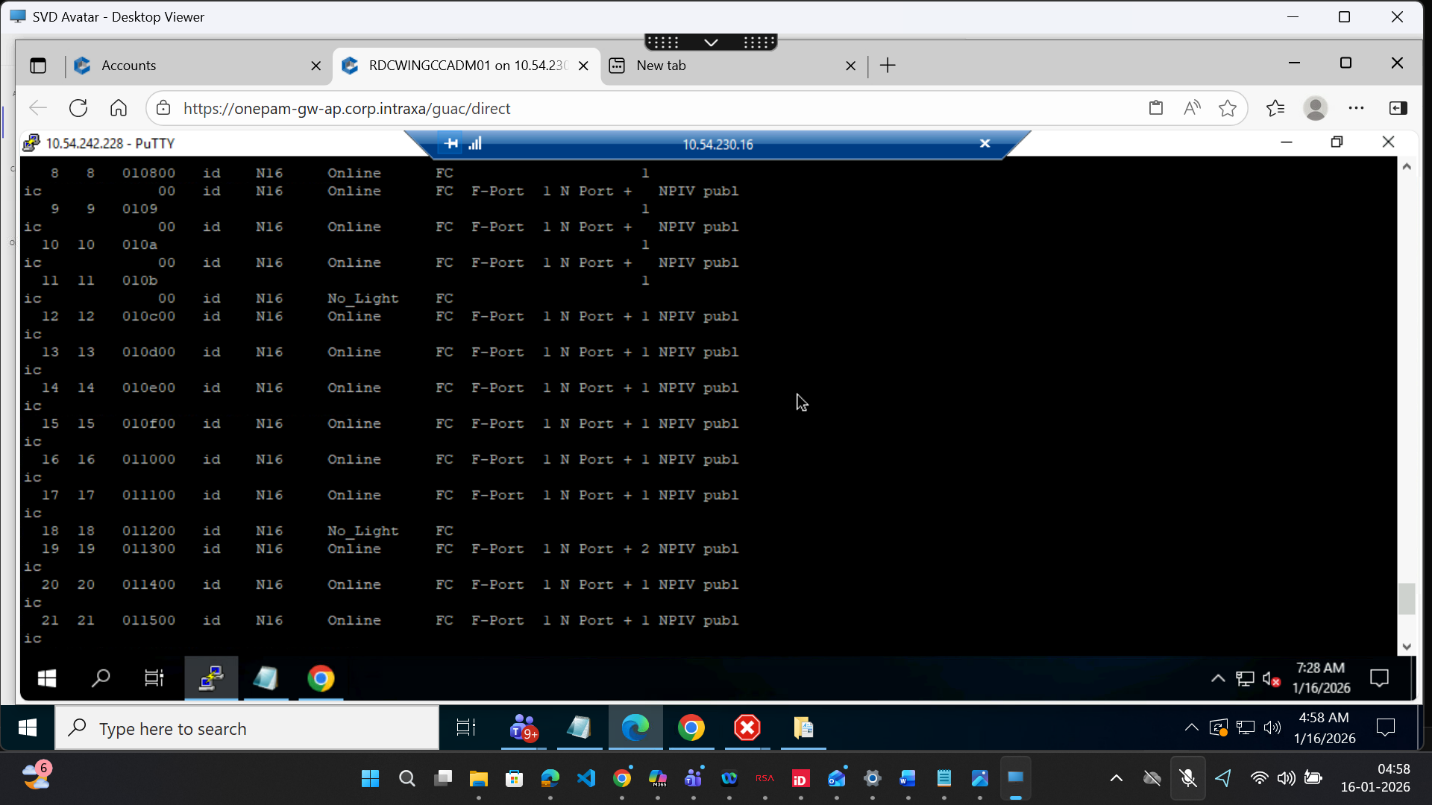 SVD Avatar - Desktop Viewer
Accounts
RDCWINGCCADM01 on 10.54.230
New tab
https://onepam-gw-ap.corp.intraxa/guac/direct
10.54.242.228 - PuTTY
10.54.230.16
8 8 010800 id N16 Online FC 1
ic 00 id N16 Online FC F-Port 1 N Port + NPIV publ
9 9 0109 1
ic 00 id N16 Online FC F-Port 1 N Port + NPIV publ
10 10 010a 1
ic 00 id N16 Online FC F-Port 1 N Port + NPIV publ
11 11 010b 1
ic 00 id N16 No_Light FC
12 12 010c00 id N16 Online FC F-Port 1 N Port + 1 NPIV publ
ic
13 13 010d00 id N16 Online FC F-Port 1 N Port + 1 NPIV publ
ic
14 14 010e00 id N16 Online FC F-Port 1 N Port + 1 NPIV publ
ic
15 15 010f00 id N16 Online FC F-Port 1 N Port + 1 NPIV publ
ic
16 16 011000 id N16 Online FC F-Port 1 N Port + 1 NPIV publ
ic
17 17 011100 id N16 Online FC F-Port 1 N Port + 1 NPIV publ
ic
18 18 011200 id N16 No_Light FC
19 19 011300 id N16 Online FC F-Port 1 N Port + 2 NPIV publ
ic
20 20 011400 id N16 Online FC F-Port 1 N Port + 1 NPIV publ
ic
21 21 011500 id N16 Online FC F-Port 1 N Port + 1 NPIV publ
ic
7:28 AM
1/16/2026
Type here to search
9+
4:58 AM
1/16/2026
6
RSA
iD
04:58
16-01-2026